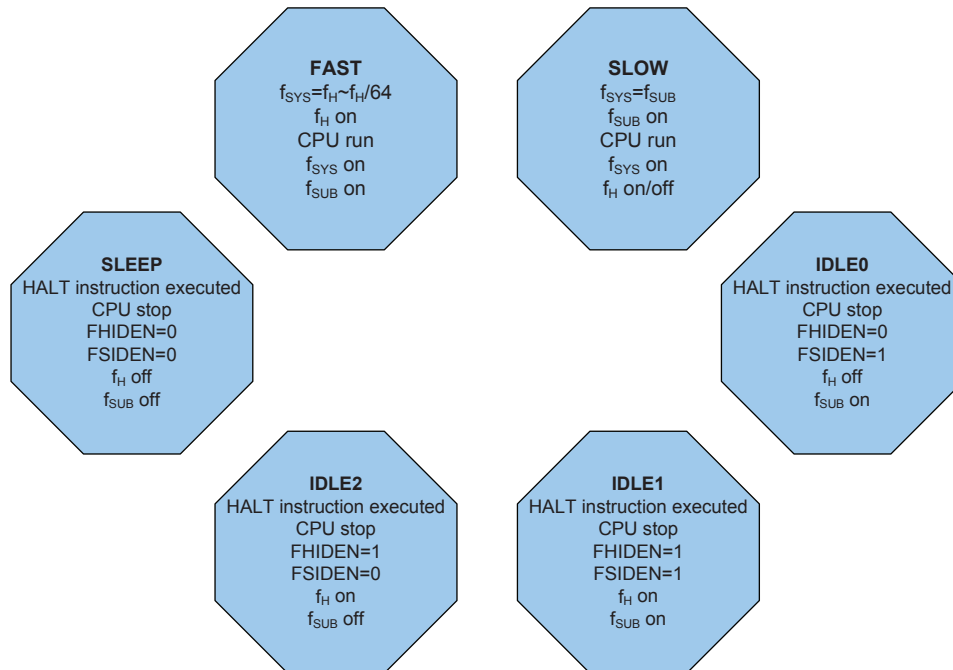 FAST
fSYS=fH~fH/64
fH on
CPU run
fSYS on
fSUB on
SLOW
fSYS=fSUB
fSUB on
CPU run
fSYS on
fH on/off
SLEEP
HALT instruction executed
CPU stop
FHIDEN=0
FSIDEN=0
fH off
fSUB off
IDLE0
HALT instruction executed
CPU stop
FHIDEN=0
FSIDEN=1
fH off
fSUB on
IDLE2
HALT instruction executed
CPU stop
FHIDEN=1
FSIDEN=0
fH on
fSUB off
IDLE1
HALT instruction executed
CPU stop
FHIDEN=1
FSIDEN=1
fH on
fSUB on